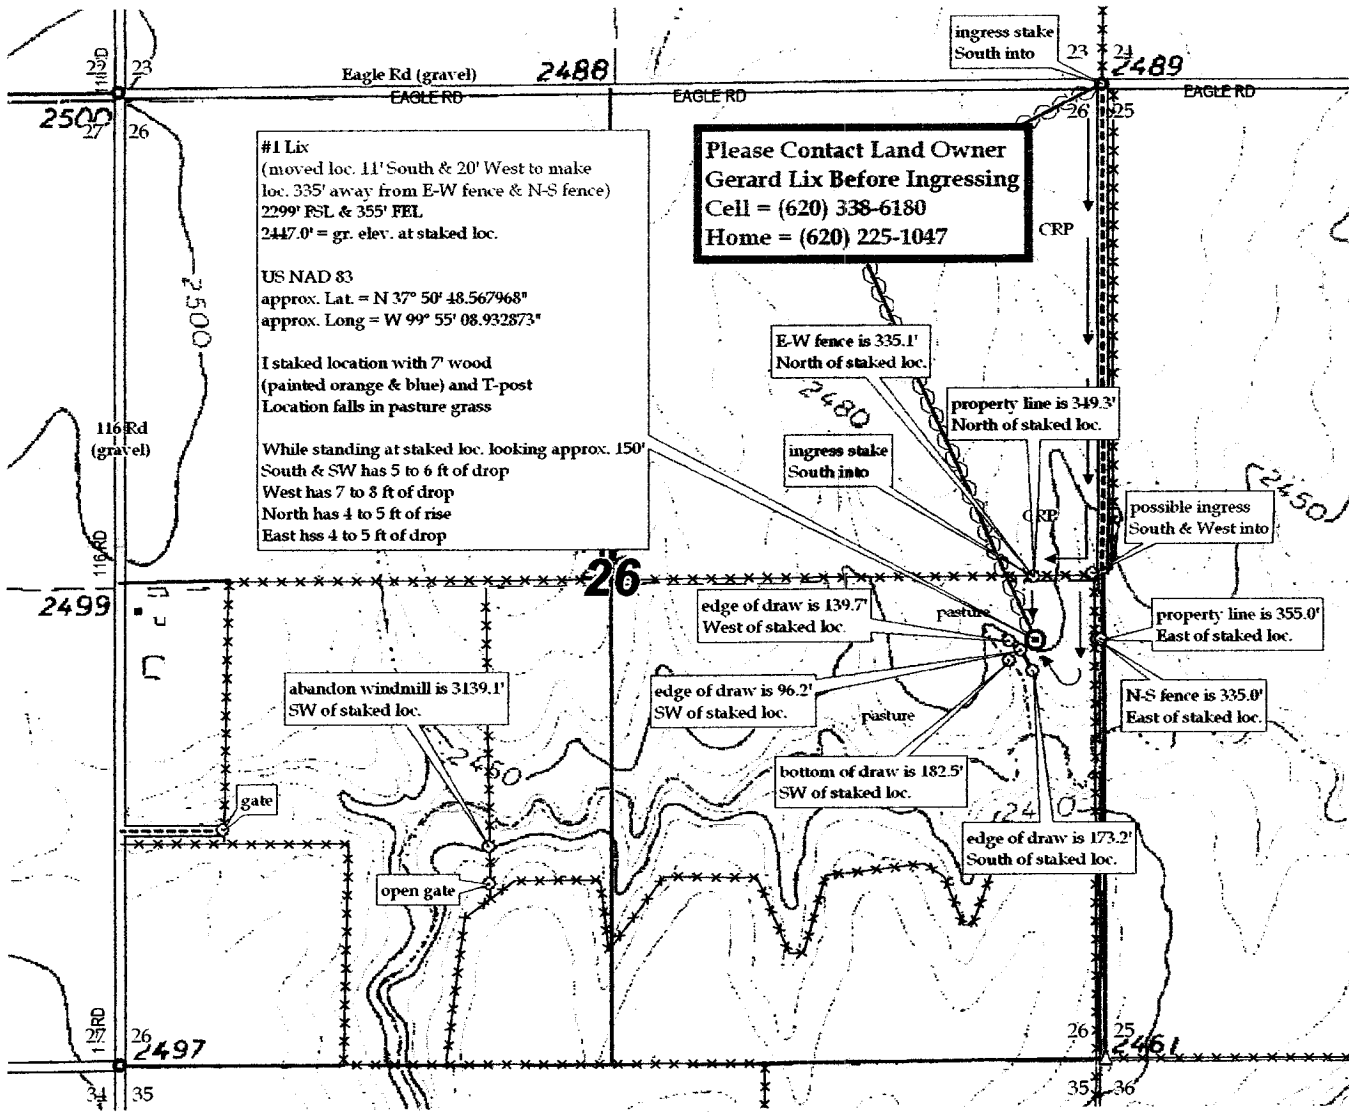 ingress stake
South into
23
24
22
23
Eagle Rd (gravel)
2488
2489
EAGLE RD
EAGLE RD
EAGLE RD
2500
27
26
26
25
#1 Lix
(moved loc. 11' South & 20' West to make
loc. 335' away from E-W fence & N-S fence)
2299' FSL & 355' FEL
2447.0' = gr. elev. at staked loc.
US NAD 83
approx. Lat. = N 37° 50' 48.567968"
approx. Long = W 99° 55' 08.932873"
I staked location with 7' wood
(painted orange & blue) and T-post
Location falls in pasture grass
While standing at staked loc. looking approx. 150'
South & SW has 5 to 6 ft of drop
West has 7 to 8 ft of drop
North has 4 to 5 ft of rise
East hss 4 to 5 ft of drop
Please Contact Land Owner
Gerard Lix Before Ingressing
Cell = (620) 338-6180
Home = (620) 225-1047
CRP
2500
E-W fence is 335.1'
North of staked loc.
2480
property line is 349.3'
North of staked loc.
116 Rd
(gravel)
ingress stake
South into
2450
possible ingress
South & West into
CRP
116 RD
26
2499
edge of draw is 139.7'
West of staked loc.
pasture
property line is 355.0'
East of staked loc.
abandon windmill is 3139.1'
SW of staked loc.
edge of draw is 96.2'
SW of staked loc.
N-S fence is 335.0'
East of staked loc.
pasture
2460
bottom of draw is 182.5'
SW of staked loc.
gate
2440
edge of draw is 173.2'
South of staked loc.
open gate
27
26
2497
26
25
2461
34
35
35
36